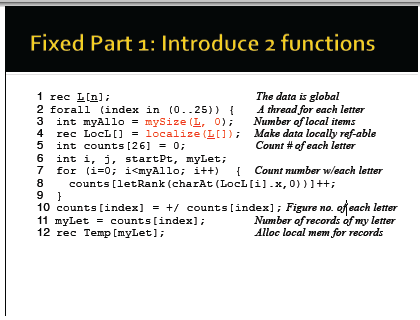 Fixed Part 1: Introduce 2 functions
1 rec L[n]; The data is global
2 forall (index in (0..25)) { A thread for each letter
3 int myAllo = mySize(L, 0); Number of local items
4 rec LocL[] = localize(L[]); Make data locally ref-able
5 int counts[26] = 0; Count # of each letter
6 int i, j, startPt, myLet;
7 for (i=0; i<myAllo; i++) { Count number w/each letter
8 counts[letRank(charAt(LocL[i].x,0))]++;
9 }
10 counts[index] = +/ counts[index]; Figure no. of each letter
11 myLet = counts[index]; Number of records of my letter
12 rec Temp[myLet]; Alloc local mem for records